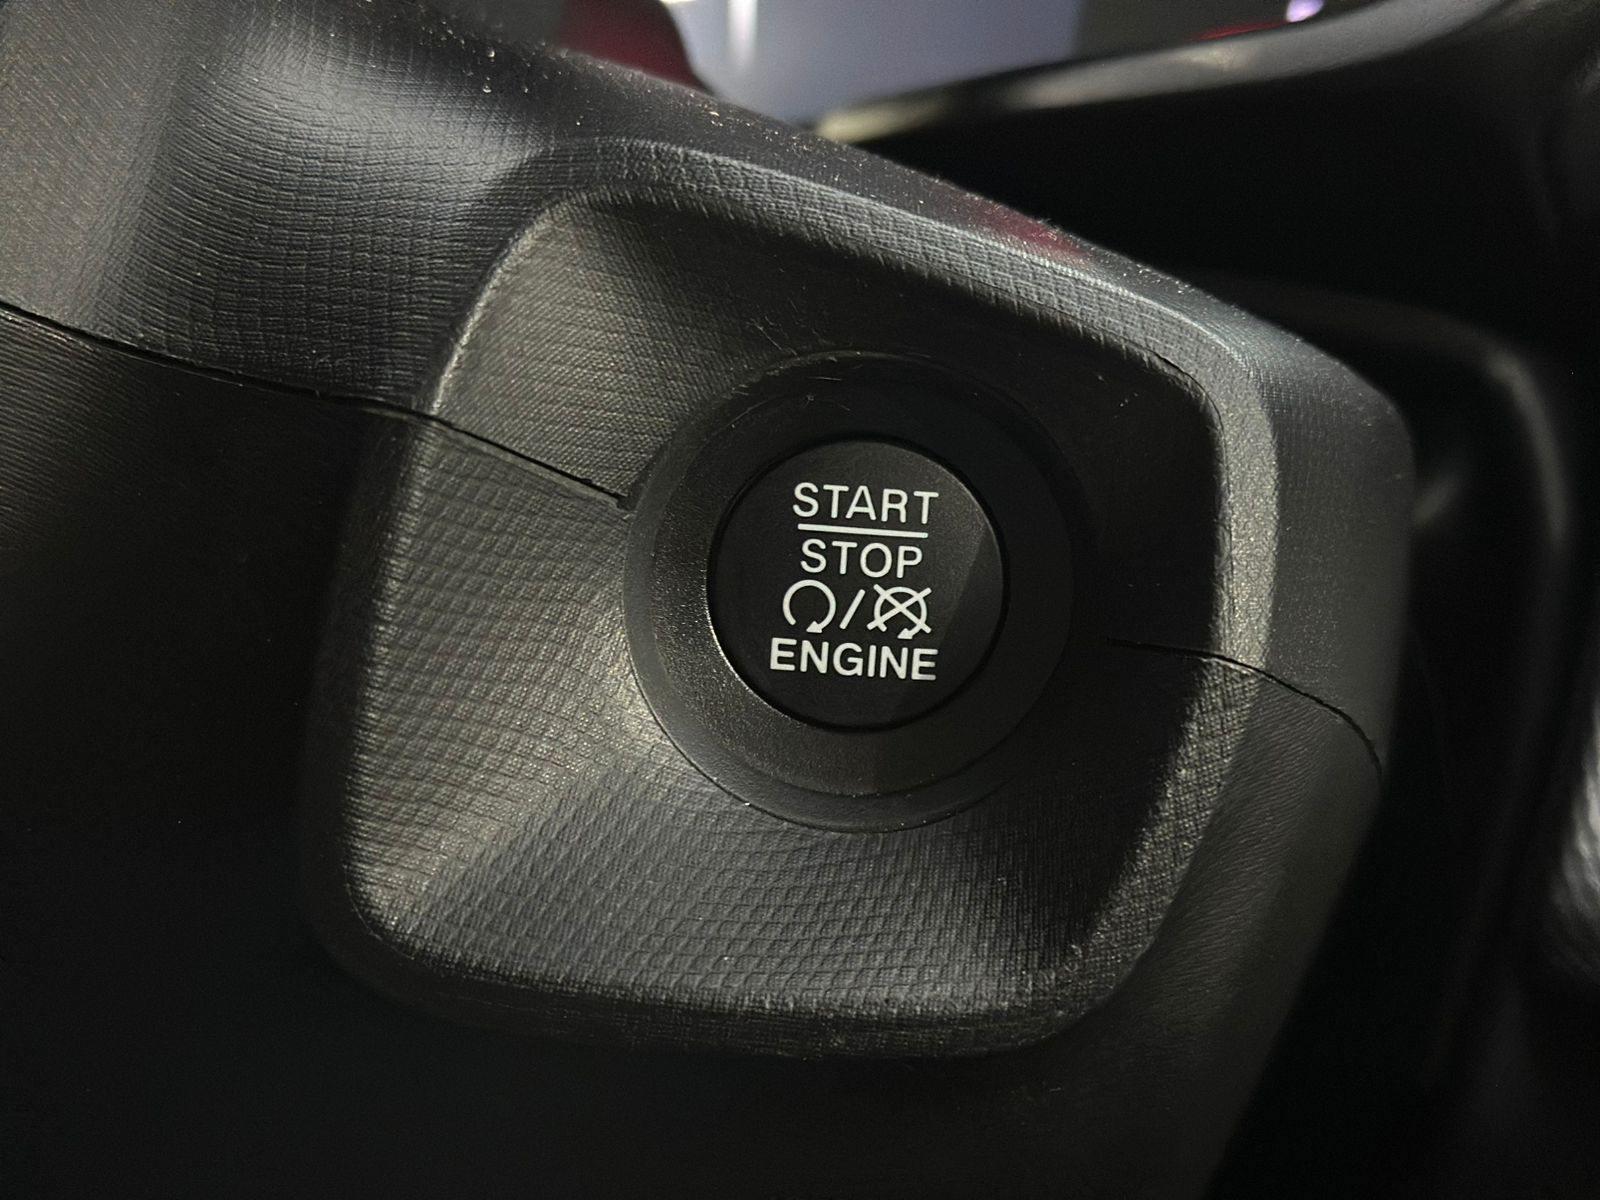 START
STOP
/
ENGINE